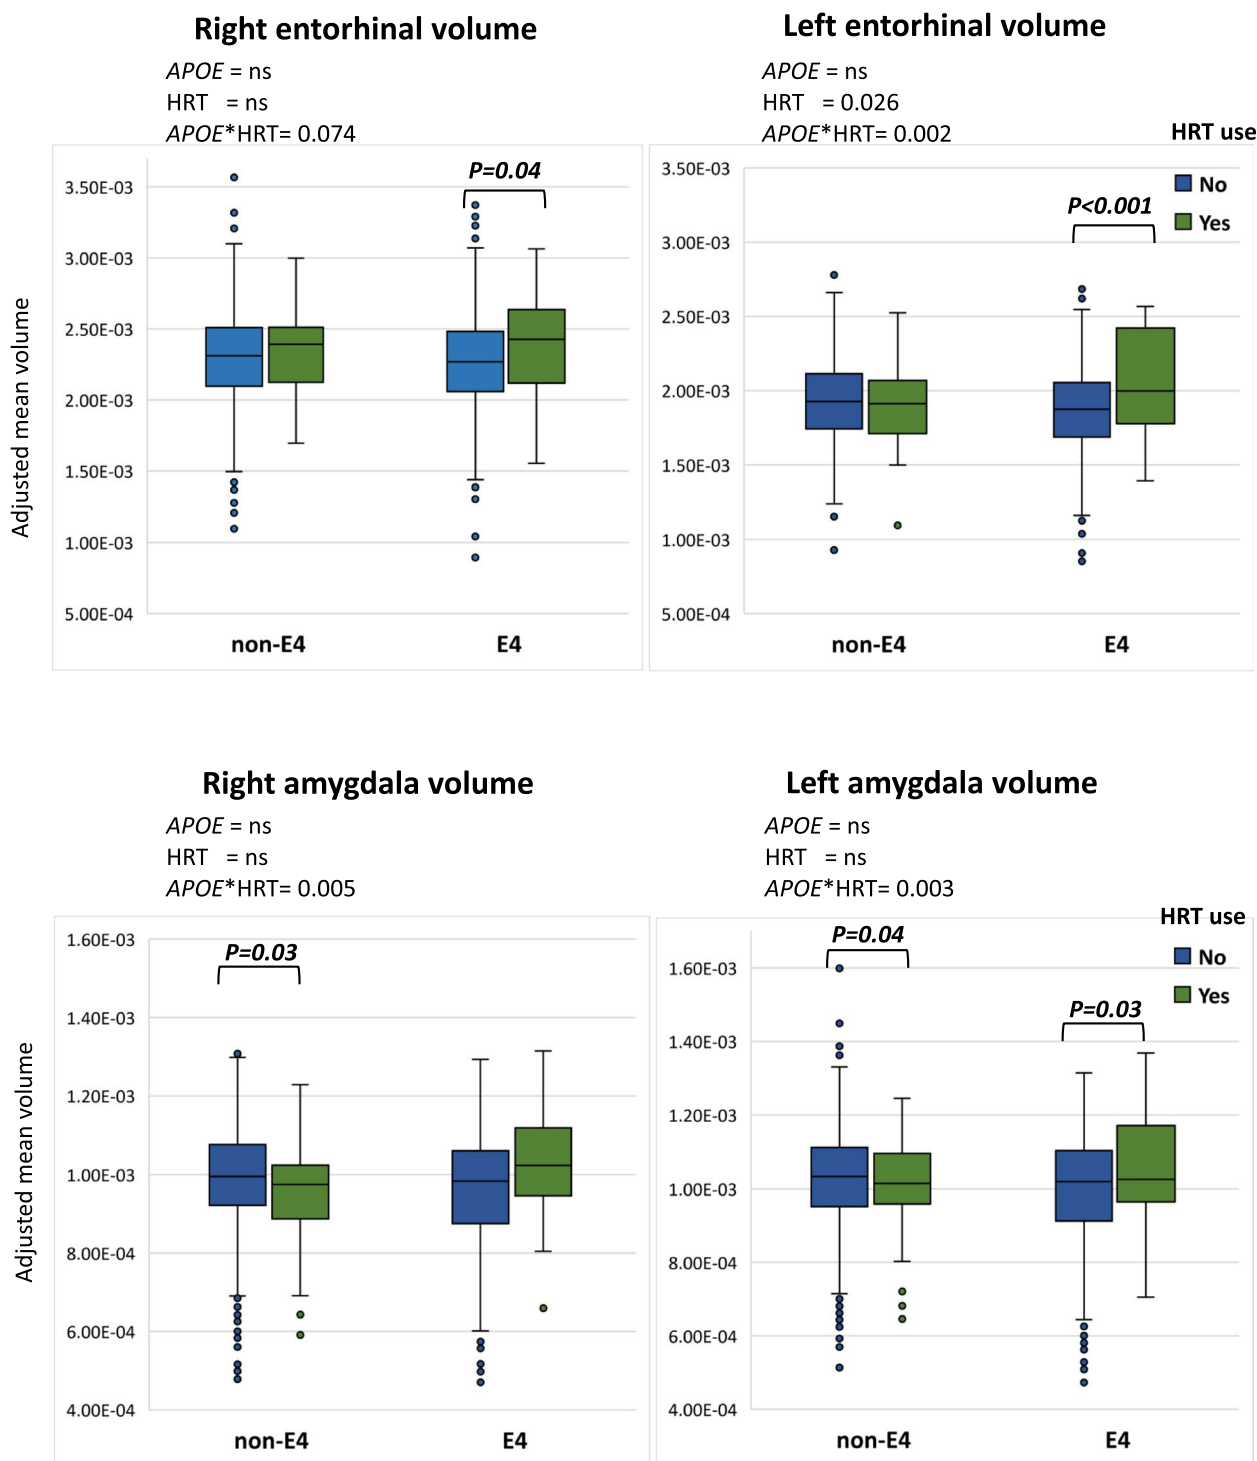 Right entorhinal volume
APOE = ns
HRT = ns
APOE*HRT= 0.074
Adjusted mean volume
3.50E-03
3.00E-03
2.50E-03
2.00E-03
1.50E-03
1.00E-03
5.00E-04
P=0.04
non-E4
E4
Left entorhinal volume
APOE = ns
HRT = 0.026
APOE*HRT= 0.002
HRT use
No
Yes
3.50E-03
3.00E-03
2.50E-03
2.00E-03
1.50E-03
1.00E-03
5.00E-04
P<0.001
non-E4
E4
Right amygdala volume
APOE = ns
HRT = ns
APOE*HRT= 0.005
Adjusted mean volume
1.60E-03
1.40E-03
1.20E-03
1.00E-03
8.00E-04
6.00E-04
4.00E-04
P=0.03
non-E4
E4
Left amygdala volume
APOE = ns
HRT = ns
APOE*HRT= 0.003
HRT use
No
Yes
1.60E-03
1.40E-03
1.20E-03
1.00E-03
8.00E-04
6.00E-04
4.00E-04
P=0.04
P=0.03
non-E4
E4